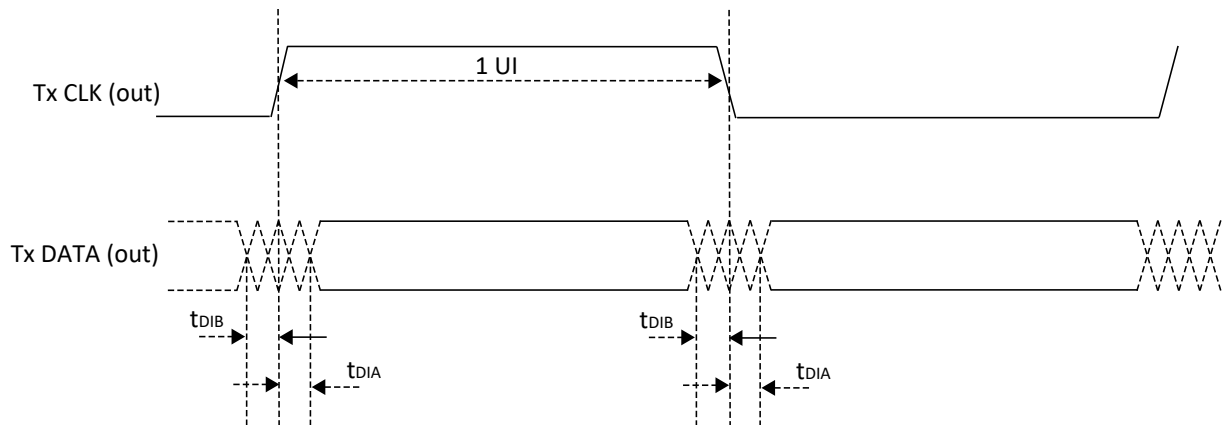 1 UI
Tx CLK (out)
Tx DATA (out)
tDIB
tDIB
tDIA
tDIA